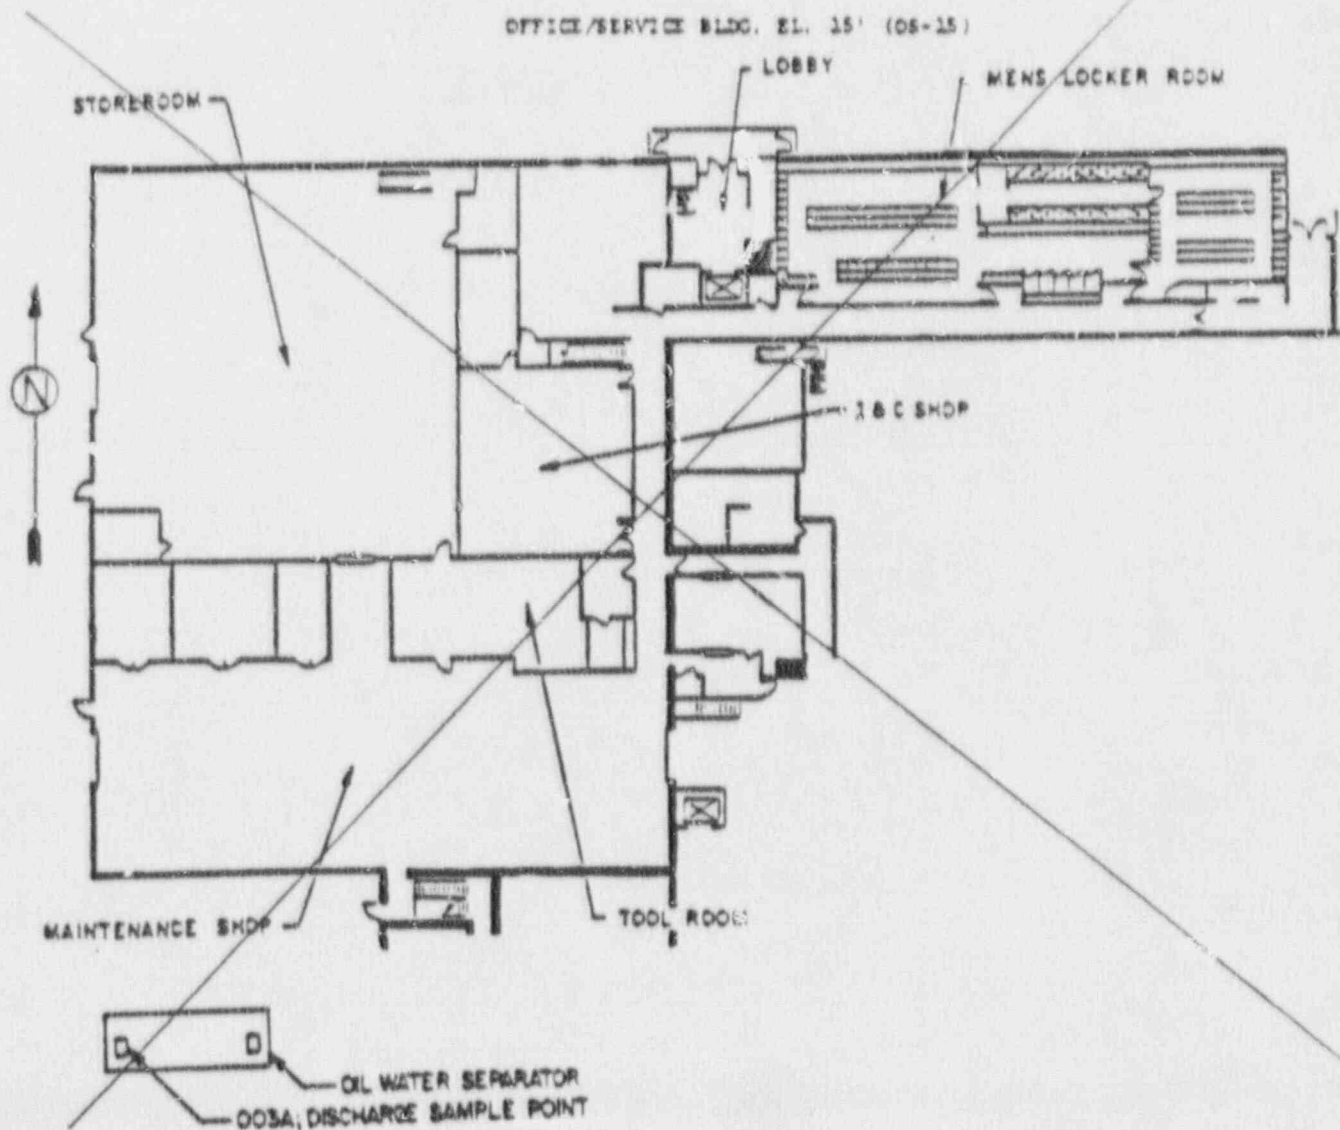 OFFICE/SERVICE BLDG. EL. 15' (OS-15)
LOBBY
MENS LOCKER ROOM
STOREROOM
N
I & C SHOP
MAINTENANCE SHOP
TOOL ROOM
OIL WATER SEPARATOR
003A; DISCHARGE SAMPLE POINT